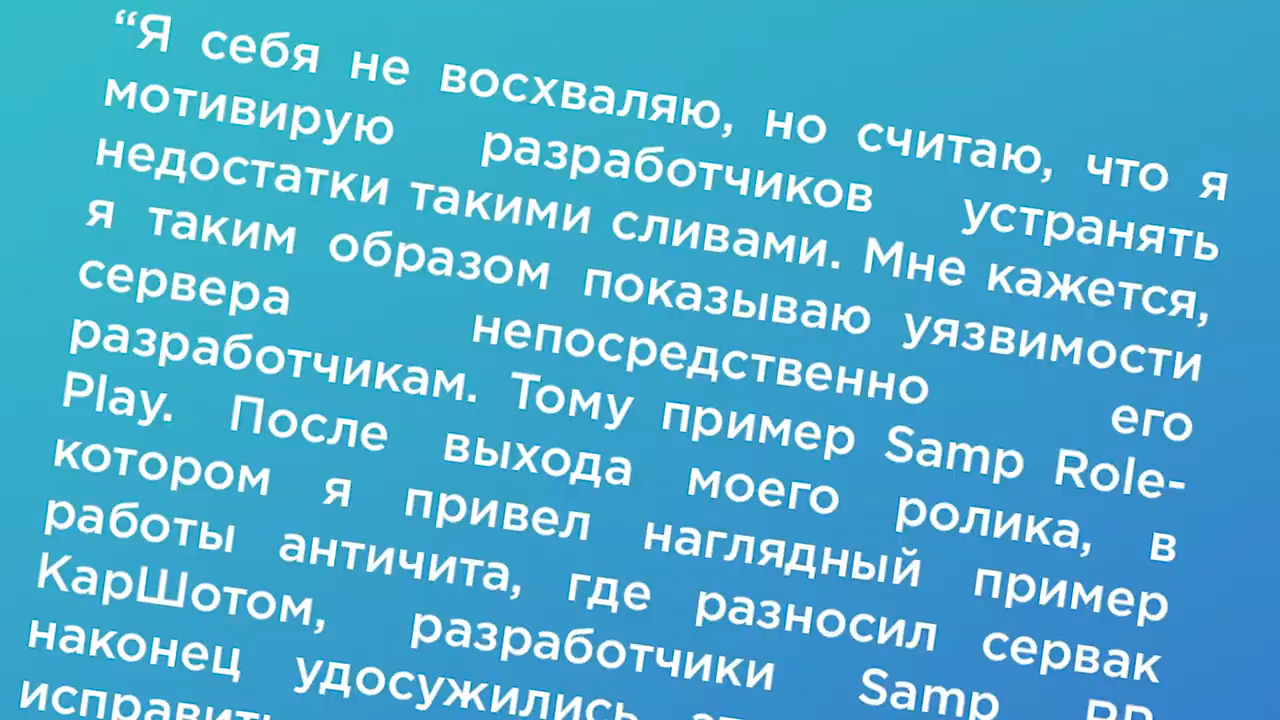 “Я себя не восхваляю, но считаю, что я
мотивирую разработчиков устранять
недостатки такими сливами. Мне кажется,
я таким образом показываю уязвимости
сервера непосредственно его
разработчикам. Тому пример Samp Role-
Play. После выхода моего ролика, в
котором я привел наглядный пример
работы античита, где разносил сервак
КарШотом, разработчики Samp RP
наконец удосужились
исправить